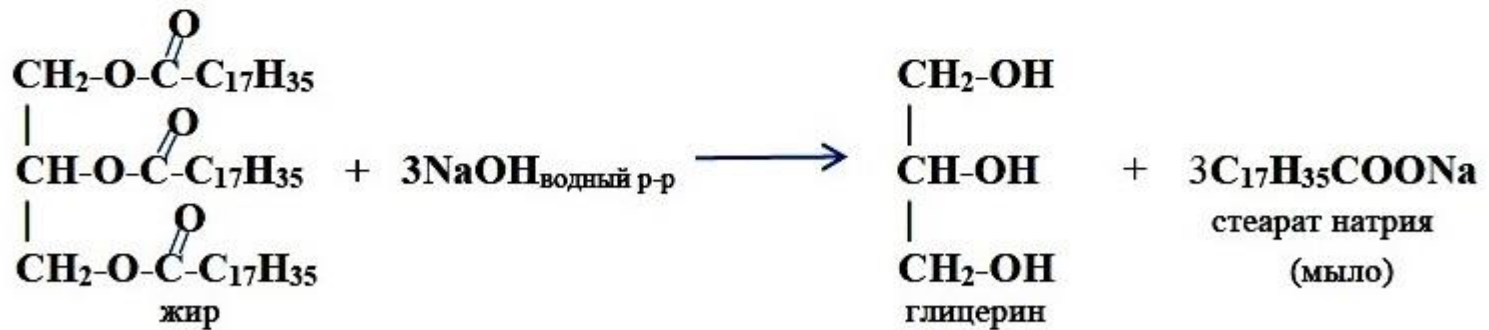 O
CH₂-O-C-C₁₇H₃₅ CH₂-OH
O
CH-O-C-C₁₇H₃₅ + 3NaOHводный р-р CH-OH + 3C₁₇H₃₅COONa
O стеарат натрия
CH₂-O-C-C₁₇H₃₅ CH₂-OH (мыло)
жир глицерин